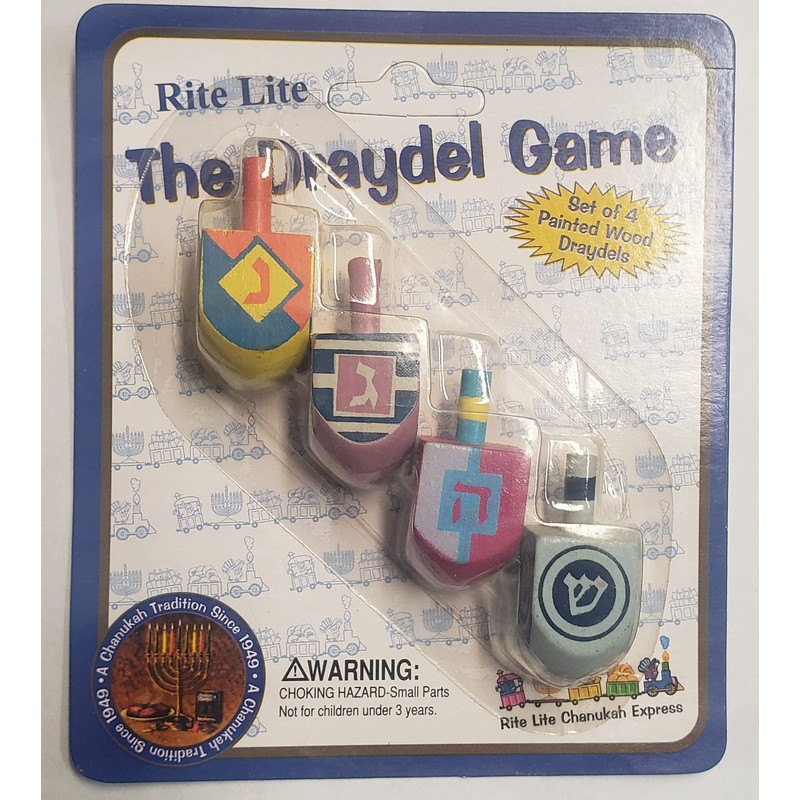 Rite Lite
The Draydel Game
Set of 4
Painted Wood
Draydels
נ
ג
ה
ש
A Chanukah Tradition Since 1949 • A Chanukah Tradition Since 1949 •
⚠WARNING:
CHOKING HAZARD-Small Parts
Not for children under 3 years.
Rite Lite Chanukah Express